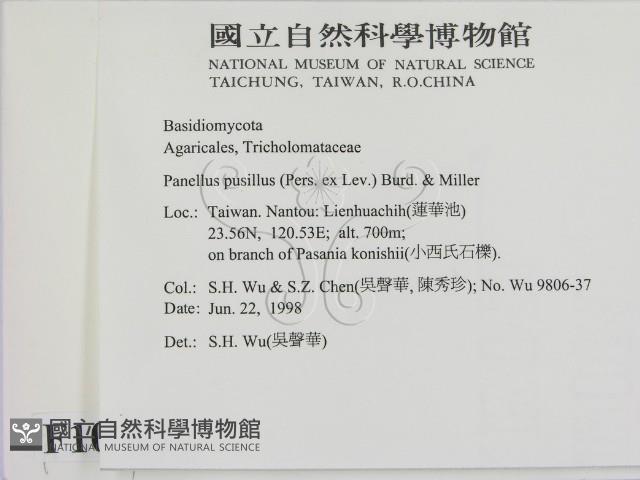 國立自然科學博物館
NATIONAL MUSEUM OF NATURAL SCIENCE
TAICHUNG, TAIWAN, R.O.CHINA
Basidiomycota
Agaricales, Tricholomataceae
Panellus pusillus (Pers. ex Lev.) Burd. & Miller
Loc.: Taiwan. Nantou: Lienhuachih(蓮華池)
23.56N, 120.53E; alt. 700m;
on branch of Pasania konishii(小西氏石櫟).
Col.: S.H. Wu & S.Z. Chen(吳聲華, 陳秀珍); No. Wu 9806-37
Date: Jun. 22, 1998
Det.: S.H. Wu(吳聲華)
國立自然科學博物館
NATIONAL MUSEUM OF NATURAL SCIENCE